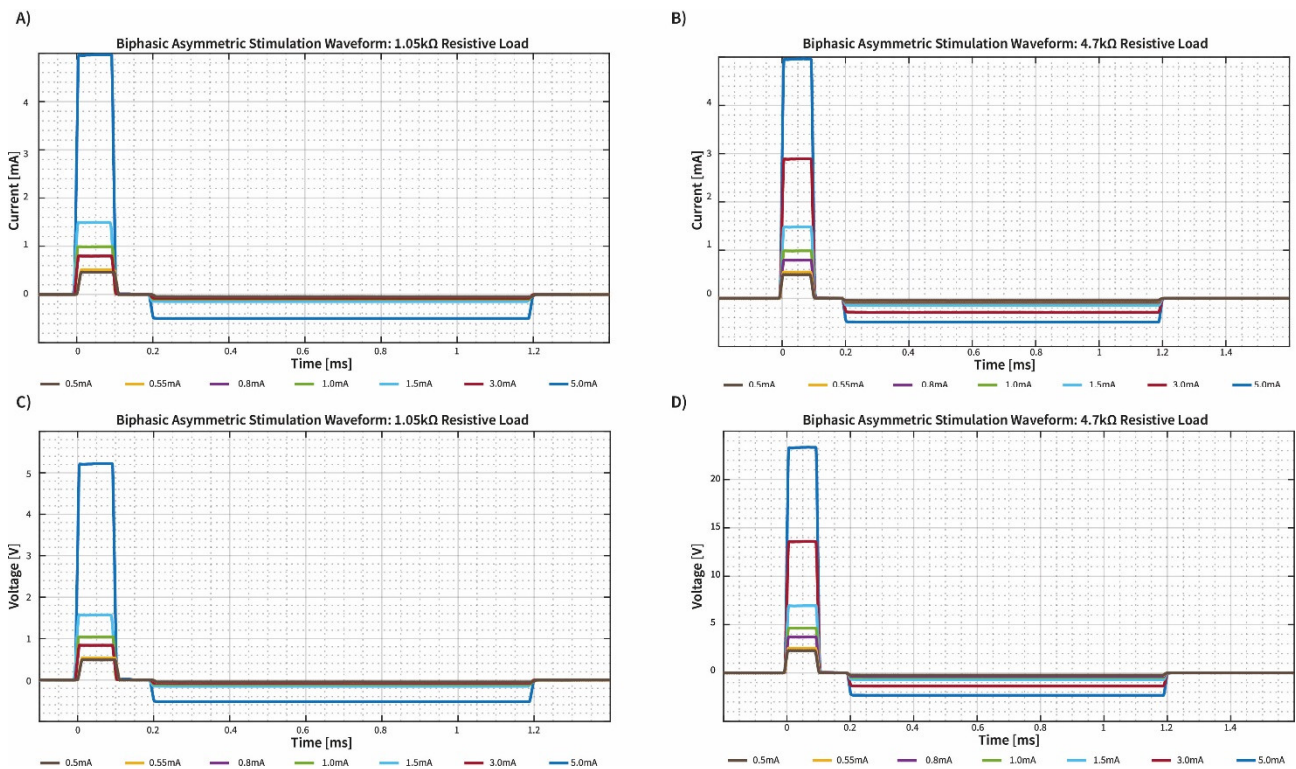 A)
Biphasic Asymmetric Stimulation Waveform: 1.05kΩ Resistive Load
Current [mA]
4
3
2
1
0
0 0.2 0.4 0.6 0.8 1 1.2
Time [ms]
0.5mA 0.55mA 0.8mA 1.0mA 1.5mA 3.0mA 5.0mA
B)
Biphasic Asymmetric Stimulation Waveform: 4.7kΩ Resistive Load
Current [mA]
4
3
2
1
0
0 0.2 0.4 0.6 0.8 1 1.2 1.4
Time [ms]
0.5mA 0.55mA 0.8mA 1.0mA 1.5mA 3.0mA 5.0mA
C)
Biphasic Asymmetric Stimulation Waveform: 1.05kΩ Resistive Load
Voltage [V]
5
4
3
2
1
0
0 0.2 0.4 0.6 0.8 1 1.2
Time [ms]
0.5mA 0.55mA 0.8mA 1.0mA 1.5mA 3.0mA 5.0mA
D)
Biphasic Asymmetric Stimulation Waveform: 4.7kΩ Resistive Load
Voltage [V]
20
15
10
5
0
0 0.2 0.4 0.6 0.8 1 1.2 1.4
Time [ms]
0.5mA 0.55mA 0.8mA 1.0mA 1.5mA 3.0mA 5.0mA